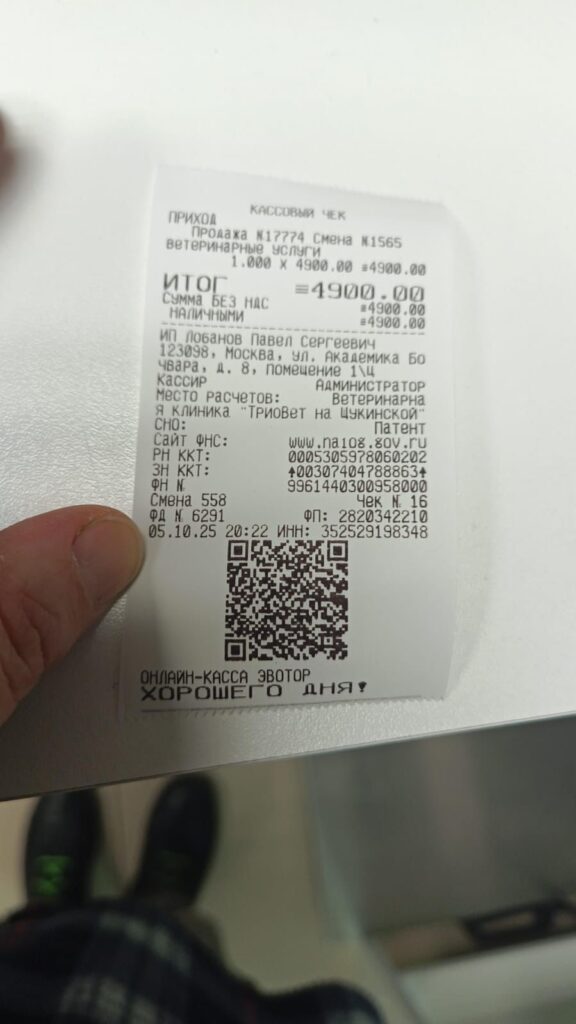 КАССОВЫЙ ЧЕК
ПРИХОД
Продажа №17774 Смена №1565
ВЕТЕРИНАРНЫЕ УСЛУГИ
1.000 X 4900.00 ≡4900.00
ИТОГ ≡4900.00
СУММА БЕЗ НДС ≡4900.00
НАЛИЧНЫМИ ≡4900.00
ИП Лобанов Павел Сергеевич
123098, Москва, ул. Академика Бо
чвара, д. 8, помещение 1\Ц
Кассир Администратор
Место расчетов: Ветеринарна
я клиника "ТриоВет на Щукинской"
СНО: Патент
Сайт ФНС: www.nalog.gov.ru
РН ККТ: 0005305978060202
ЗН ККТ: ↑00307404788863↑
ФН № 9961440300958000
Смена 558 Чек № 16
ФД № 6291 ФП: 2820342210
05.10.25 20:22 ИНН: 352529198348
ОНЛАЙН-КАССА ЭВОТОР
ХОРОШЕГО ДНЯ!